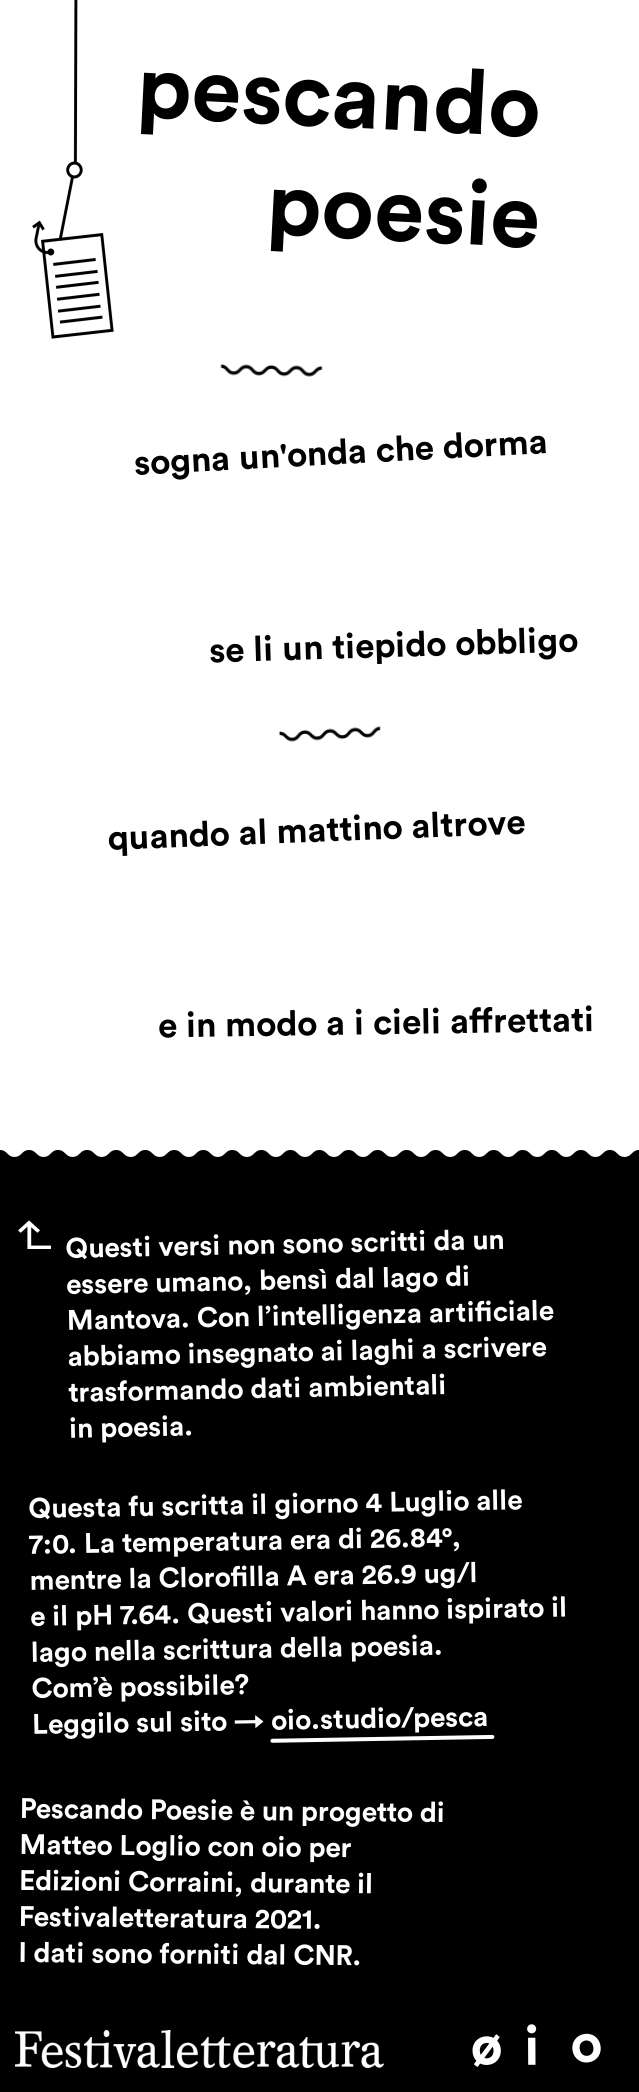 pescando
poesie
sogna un'onda che dorma
se li un tiepido obbligo
quando al mattino altrove
e in modo a i cieli affrettati
Questi versi non sono scritti da un
essere umano, bensì dal lago di
Mantova. Con l’intelligenza artificiale
abbiamo insegnato ai laghi a scrivere
trasformando dati ambientali
in poesia.
Questa fu scritta il giorno 4 Luglio alle
7:0. La temperatura era di 26.84°,
mentre la Clorofilla A era 26.9 ug/l
e il pH 7.64. Questi valori hanno ispirato il
lago nella scrittura della poesia.
Com’è possibile?
Leggilo sul sito → oio.studio/pesca
Pescando Poesie è un progetto di
Matteo Loglio con oio per
Edizioni Corraini, durante il
Festivaletteratura 2021.
I dati sono forniti dal CNR.
Festivaletteratura ø i o